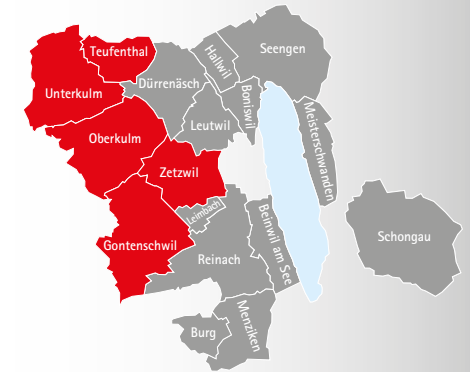 Seengen
Teufenthal
Hallwil
Dürrenäsch
Unterkulm
Boniswil
Meisterschwanden
Leutwil
Oberkulm
Zetzwil
Leimbach
Beinwil am See
Schongau
Gontenschwil
Reinach
Menziken
Burg